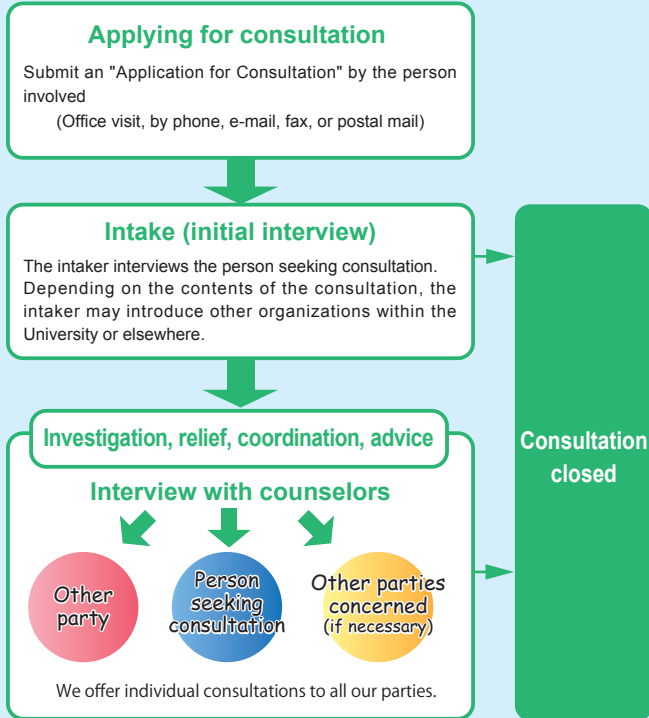 Applying for consultation
Submit an "Application for Consultation" by the person
involved
(Office visit, by phone, e-mail, fax, or postal mail)
Intake (initial interview)
The intaker interviews the person seeking consultation.
Depending on the contents of the consultation, the
intaker may introduce other organizations within the
University or elsewhere.
Investigation, relief, coordination, advice
Interview with counselors
Other
party
Person
seeking
consultation
Other parties
concerned
(if necessary)
We offer individual consultations to all our parties.
Consultation
closed